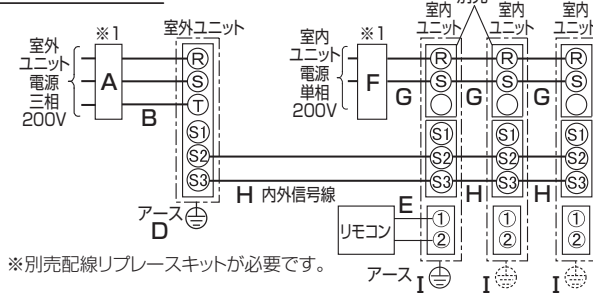 室外
ユニット
電源
三相
200V
※1
A
B
室外ユニット
R
S
T
S1
S2
S3
アース
D
H 内外信号線
室内
ユニット
電源
単相
200V
※1
F
G
室内
ユニット
R
S
S1
S2
S3
①
②
E
リモコン
アース
I
G
H
室内
ユニット
R
S
S1
S2
S3
①
②
I
G
H
室内
ユニット
R
S
S1
S2
S3
①
②
I
※別売配線リプレースキットが必要です。